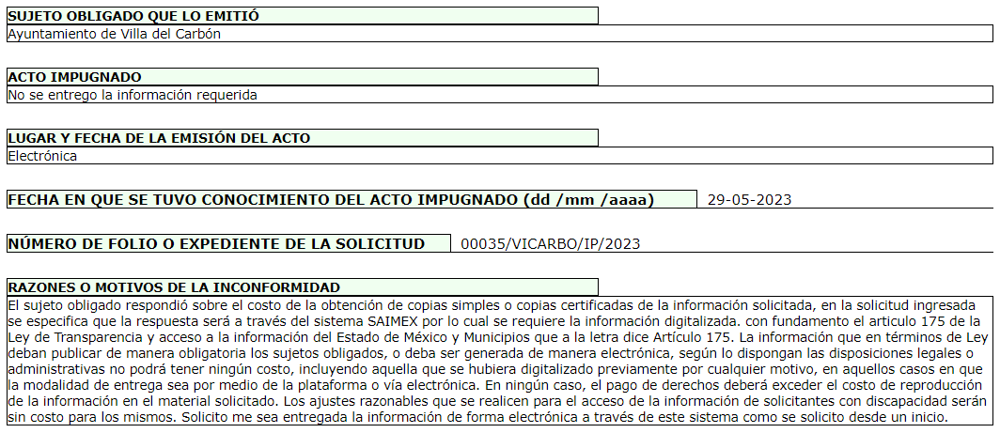 SUJETO OBLIGADO QUE LO EMITIÓ
Ayuntamiento de Villa del Carbón
ACTO IMPUGNADO
No se entrego la información requerida
LUGAR Y FECHA DE LA EMISIÓN DEL ACTO
Electrónica
FECHA EN QUE SE TUVO CONOCIMIENTO DEL ACTO IMPUGNADO (dd /mm /aaaa) 29-05-2023
NÚMERO DE FOLIO O EXPEDIENTE DE LA SOLICITUD 00035/VICARBO/IP/2023
RAZONES O MOTIVOS DE LA INCONFORMIDAD
El sujeto obligado respondió sobre el costo de la obtención de copias simples o copias certificadas de la información solicitada, en la solicitud ingresada
se especifica que la respuesta será a través del sistema SAIMEX por lo cual se requiere la información digitalizada. con fundamento el articulo 175 de la
Ley de Transparencia y acceso a la información del Estado de México y Municipios que a la letra dice Artículo 175. La información que en términos de Ley
deban publicar de manera obligatoria los sujetos obligados, o deba ser generada de manera electrónica, según lo dispongan las disposiciones legales o
administrativas no podrá tener ningún costo, incluyendo aquella que se hubiera digitalizado previamente por cualquier motivo, en aquellos casos en que
la modalidad de entrega sea por medio de la plataforma o vía electrónica. En ningún caso, el pago de derechos deberá exceder el costo de reproducción
de la información en el material solicitado. Los ajustes razonables que se realicen para el acceso de la información de solicitantes con discapacidad serán
sin costo para los mismos. Solicito me sea entregada la información de forma electrónica a través de este sistema como se solicito desde un inicio.